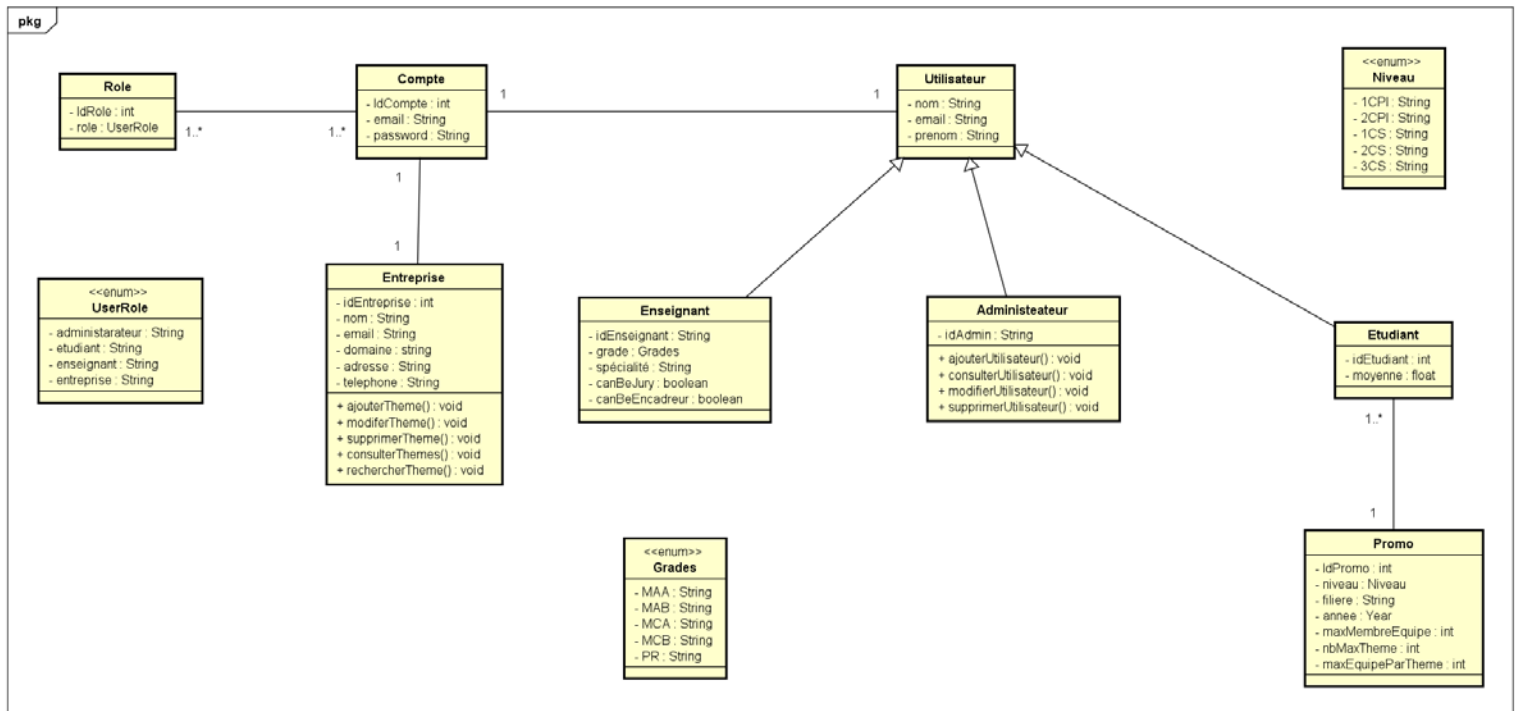 pkg
Role
- IdRole : int
- role : UserRole
1..*
1..*
Compte
- IdCompte : int
- email : String
- password : String
1
1
Utilisateur
- nom : String
- email : String
- prenom : String
<<enum>>
Niveau
- 1CPI : String
- 2CPI : String
- 1CS : String
- 2CS : String
- 3CS : String
1
1
<<enum>>
UserRole
- administarateur : String
- etudiant : String
- enseignant : String
- entreprise : String
Entreprise
- idEntreprise : int
- nom : String
- email : String
- domaine : string
- adresse : String
- telephone : String
+ ajouterTheme() : void
+ modiferTheme() : void
+ supprimerTheme() : void
+ consulterThemes() : void
+ rechercherTheme() : void
Enseignant
- idEnseignant : String
- grade : Grades
- spécialité : String
- canBeJury : boolean
- canBeEncadreur : boolean
Administeateur
- idAdmin : String
+ ajouterUtilisateur() : void
+ consulterUtilisateur() : void
+ modifierUtilisateur() : void
+ supprimerUtilisateur() : void
Etudiant
- idEtudiant : int
- moyenne : float
1..*
1
<<enum>>
Grades
- MAA : String
- MAB : String
- MCA : String
- MCB : String
- PR : String
Promo
- IdPromo : int
- niveau : Niveau
- filiere : String
- annee : Year
- maxMembreEquipe : int
- nbMaxTheme : int
- maxEquipeParTheme : int